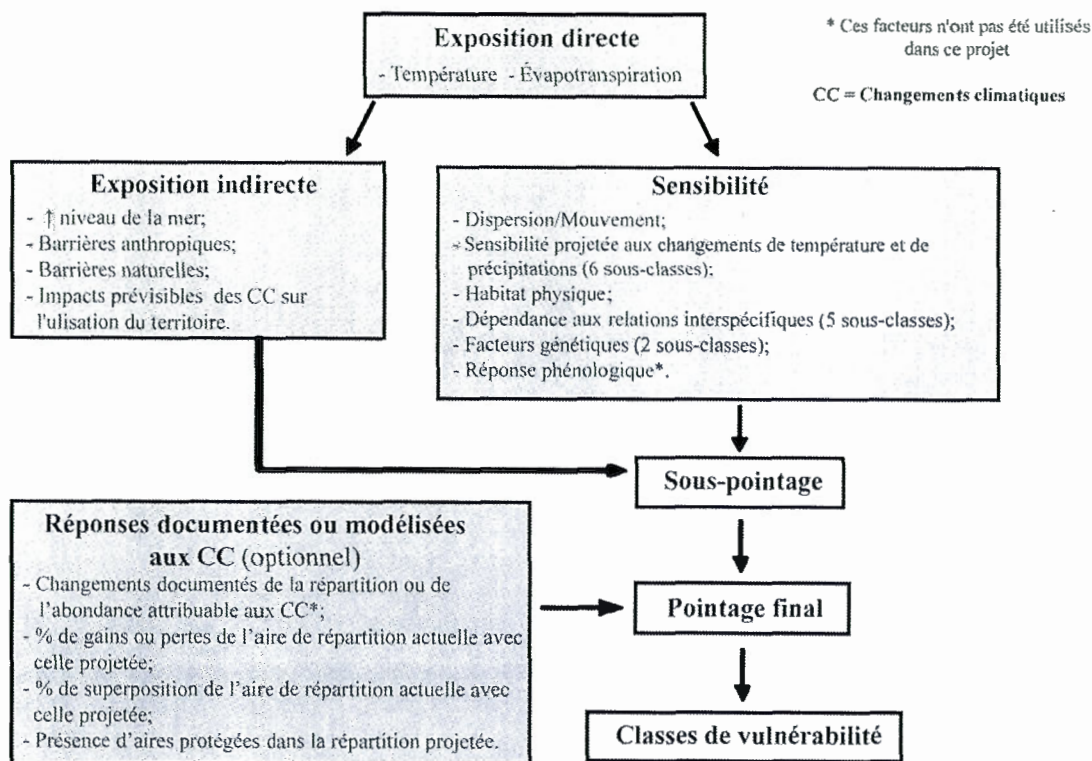 Exposition directe
- Température - Évapotranspiration
* Ces facteurs n'ont pas été utilisés
dans ce projet
CC = Changements climatiques
Exposition indirecte
- ↑ niveau de la mer;
- Barrières anthropiques;
- Barrières naturelles;
- Impacts prévisibles des CC sur
l'ulisation du territoire.
Sensibilité
- Dispersion/Mouvement;
- Sensibilité projetée aux changements de température et de
précipitations (6 sous-classes);
- Habitat physique;
- Dépendance aux relations interspécifiques (5 sous-classes);
- Facteurs génétiques (2 sous-classes);
- Réponse phénologique*.
Sous-pointage
Réponses documentées ou modélisées
aux CC (optionnel)
- Changements documentés de la répartition ou de
l'abondance attribuable aux CC*;
- % de gains ou pertes de l'aire de répartition actuelle avec
celle projetée;
- % de superposition de l'aire de répartition actuelle avec
celle projetée;
- Présence d'aires protégées dans la répartition projetée.
Pointage final
Classes de vulnérabilité